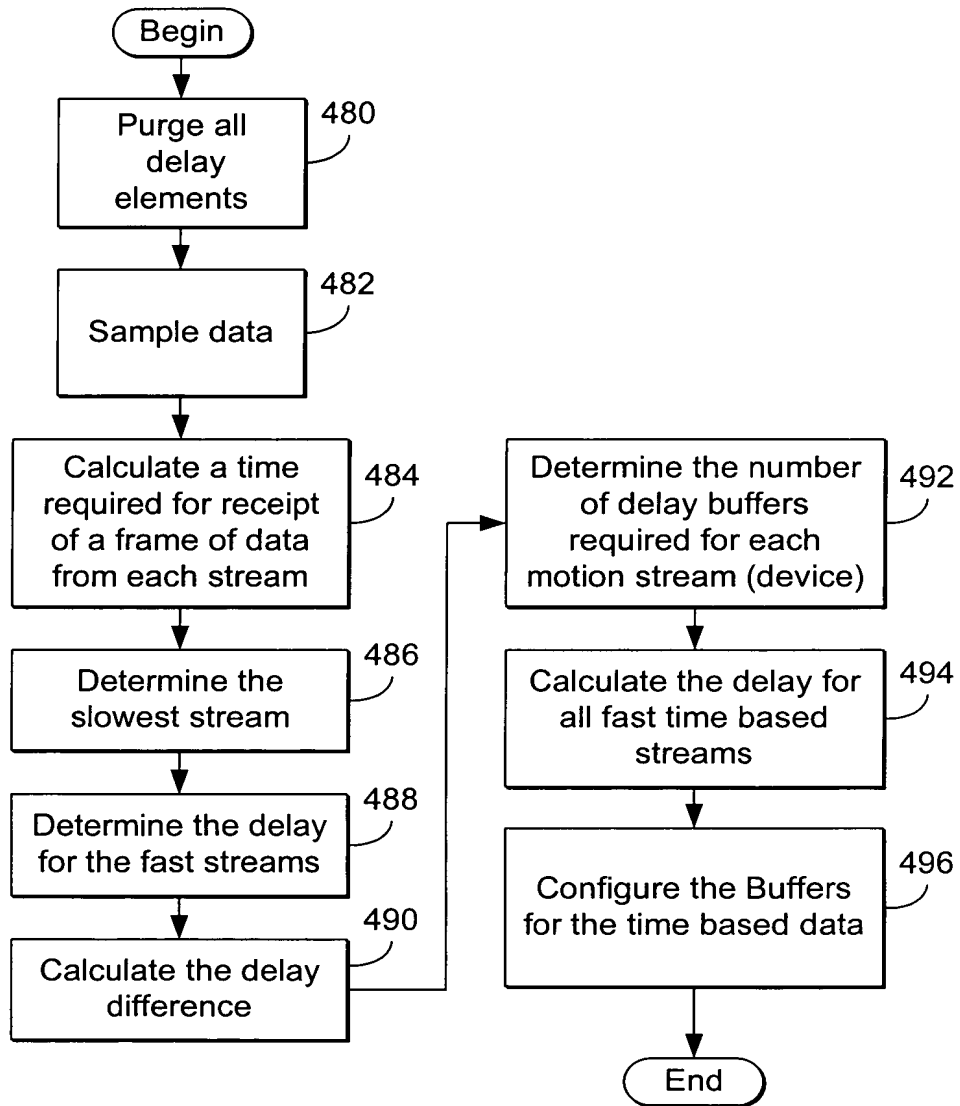 Begin
Purge all
delay
elements
480
Sample data
482
Calculate a time
required for receipt
of a frame of data
from each stream
484
Determine the
slowest stream
486
Determine the delay
for the fast streams
488
Calculate the delay
difference
490
Determine the number
of delay buffers
required for each
motion stream (device)
492
Calculate the delay for
all fast time based
streams
494
Configure the Buffers
for the time based data
496
End